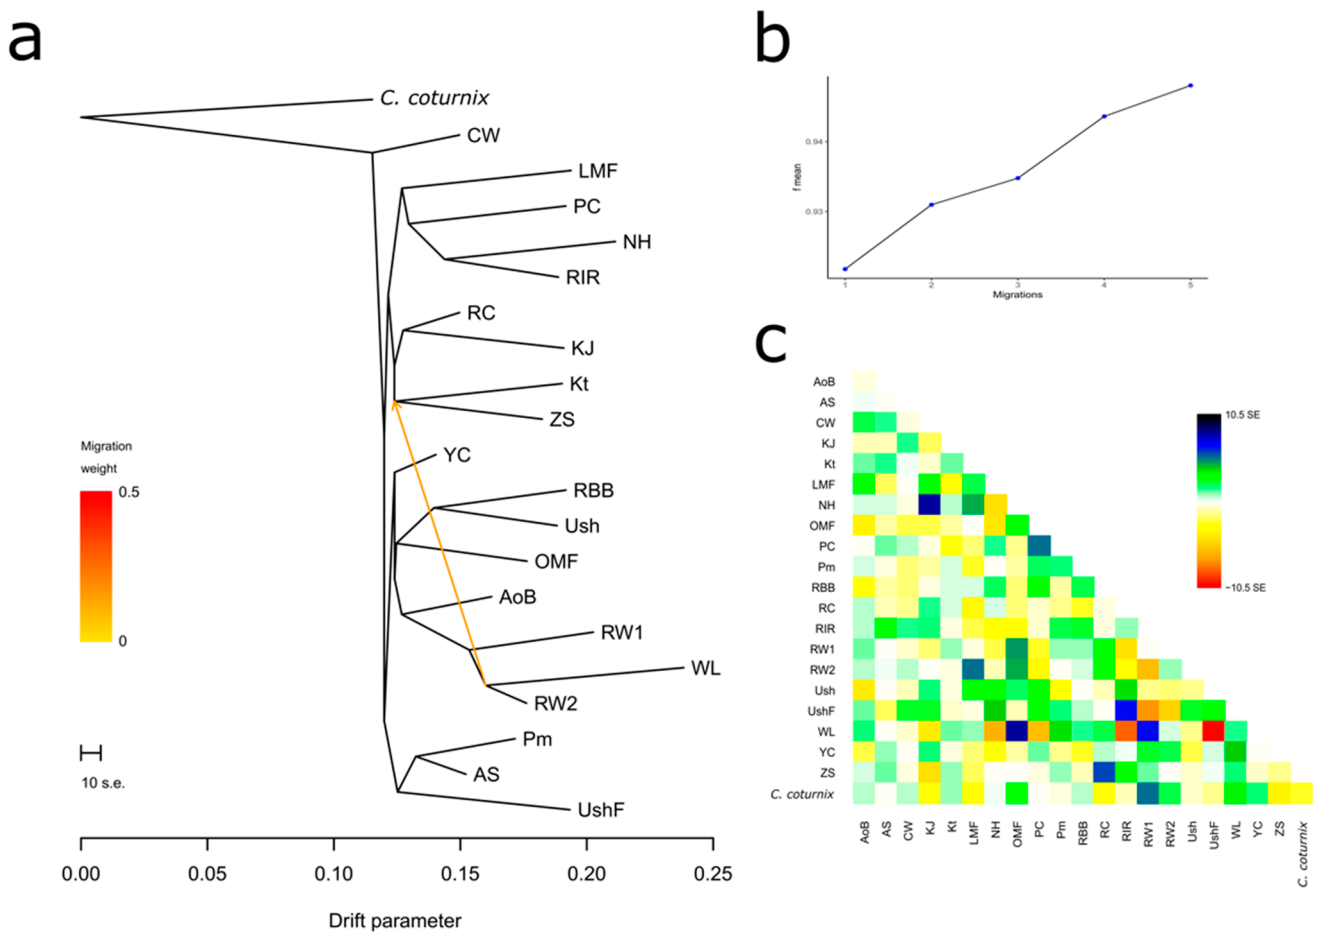 a
C. coturnix
CW
LMF
PC
NH
RIR
RC
KJ
Kt
ZS
YC
RBB
Ush
OMF
AoB
RW1
WL
RW2
Pm
AS
UshF
Migration
weight
0.5
0
10 s.e.
0.00 0.05 0.10 0.15 0.20 0.25
Drift parameter
b
f mean
0.94
0.93
1 2 3 4 5
Migrations
c
AoB
AS
CW
KJ
Kt
LMF
NH
OMF
PC
Pm
RBB
RC
RIR
RW1
RW2
Ush
UshF
WL
YC
ZS
C. coturnix
AoB AS CW KJ Kt LMF NH OMF PC Pm RBB RC RIR RW1 RW2 Ush UshF WL YC ZS C. coturnix
10.5 SE
−10.5 SE